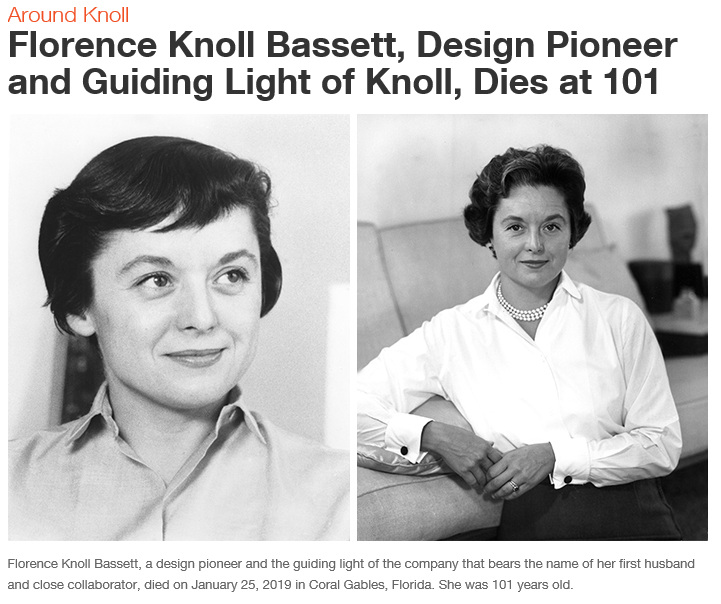 Around Knoll
Florence Knoll Bassett, Design Pioneer
and Guiding Light of Knoll, Dies at 101
Florence Knoll Bassett, a design pioneer and the guiding light of the company that bears the name of her first husband
and close collaborator, died on January 25, 2019 in Coral Gables, Florida. She was 101 years old.